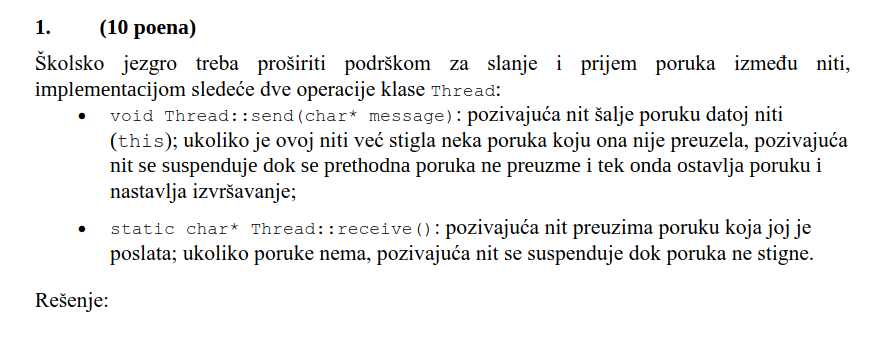 1. (10 poena)
Školsko jezgro treba proširiti podrškom za slanje i prijem poruka između niti,
implementacijom sledeće dve operacije klase Thread:
• void Thread::send(char* message): pozivajuća nit šalje poruku datoj niti
(this); ukoliko je ovoj niti već stigla neka poruka koju ona nije preuzela, pozivajuća
nit se suspenduje dok se prethodna poruka ne preuzme i tek onda ostavlja poruku i
nastavlja izvršavanje;
• static char* Thread::receive(): pozivajuća nit preuzima poruku koja joj je
poslata; ukoliko poruke nema, pozivajuća nit se suspenduje dok poruka ne stigne.
Rešenje: